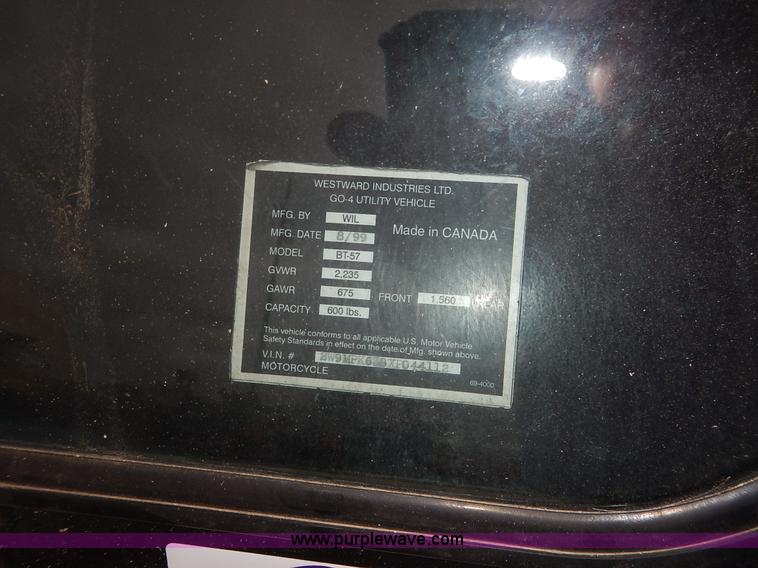 WESTWARD INDUSTRIES LTD.
GO-4 UTILITY VEHICLE
MFG. BY WIL
MFG. DATE 8/99 Made in CANADA
MODEL BT-57
GVWR 2,235
GAWR 675 FRONT 1,560
CAPACITY 600 lbs.
This vehicle conforms to all applicable U.S. Motor Vehicle
Safety Standards in effect on the date of Mfg. shown above.
V.I.N. #
MOTORCYCLE 69-4000
www.purplewave.com